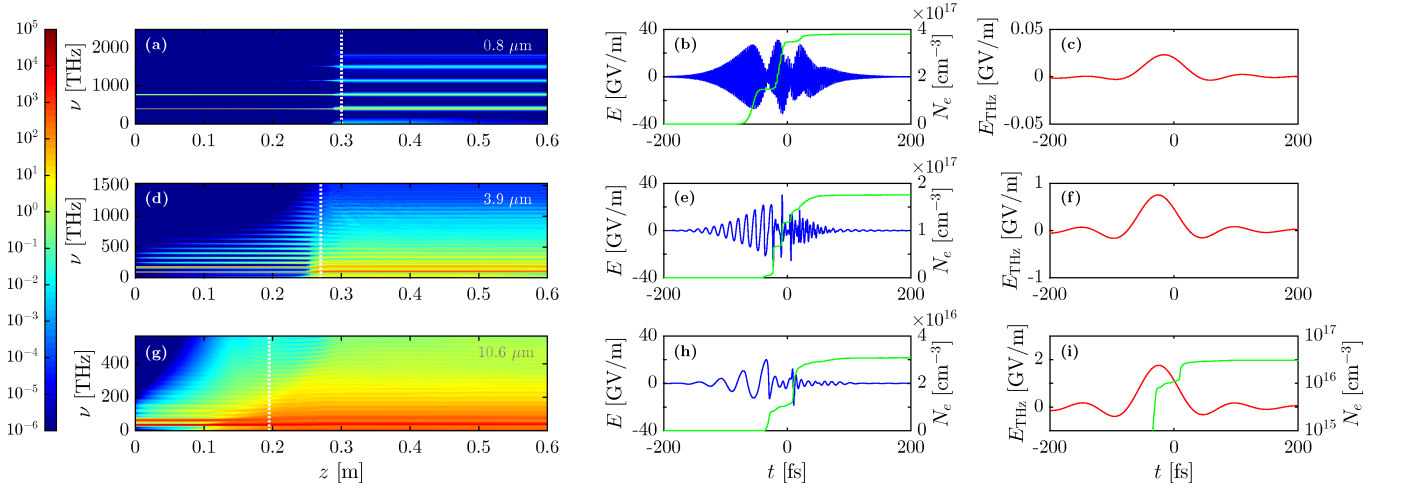 10^5
10^4
10^3
10^2
10^1
10^0
10^−1
10^−2
10^−3
10^−4
10^−5
10^−6
ν [THz]
2000
1000
0
(a)
0.8 μm
0 0.1 0.2 0.3 0.4 0.5 0.6
E [GV/m]
40
0
-40
(b)
×10^17
4
2
0
N_e [cm^−3]
-200 0 200
E_THz [GV/m]
0.05
0
-0.05
(c)
-200 0 200
ν [THz]
1500
1000
500
0
(d)
3.9 μm
0 0.1 0.2 0.3 0.4 0.5 0.6
E [GV/m]
40
0
-40
(e)
×10^17
2
1
0
N_e [cm^−3]
-200 0 200
E_THz [GV/m]
1
0
-1
(f)
-200 0 200
ν [THz]
400
200
0
(g)
10.6 μm
0 0.1 0.2 0.3 0.4 0.5 0.6
z [m]
E [GV/m]
40
0
-40
(h)
×10^16
4
2
0
N_e [cm^−3]
-200 0 200
t [fs]
E_THz [GV/m]
2
0
(i)
10^17
10^16
10^15
N_e [cm^−3]
-200 0 200
t [fs]